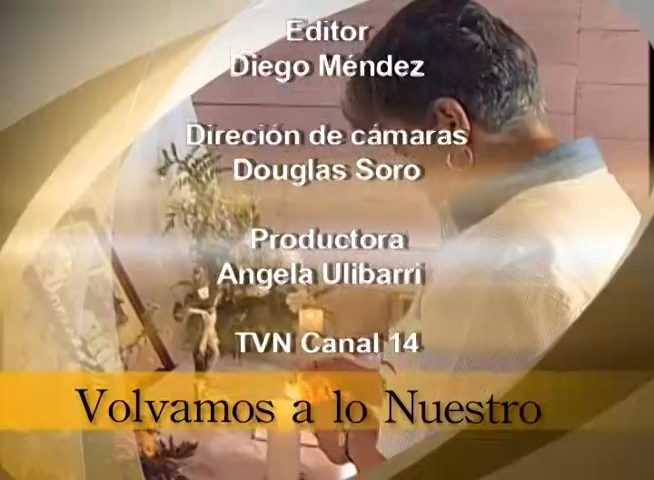 Editor
Diego Méndez
Direción de cámaras
Douglas Soro
Productora
Angela Ulibarri
TVN Canal 14
Volvamos a lo Nuestro